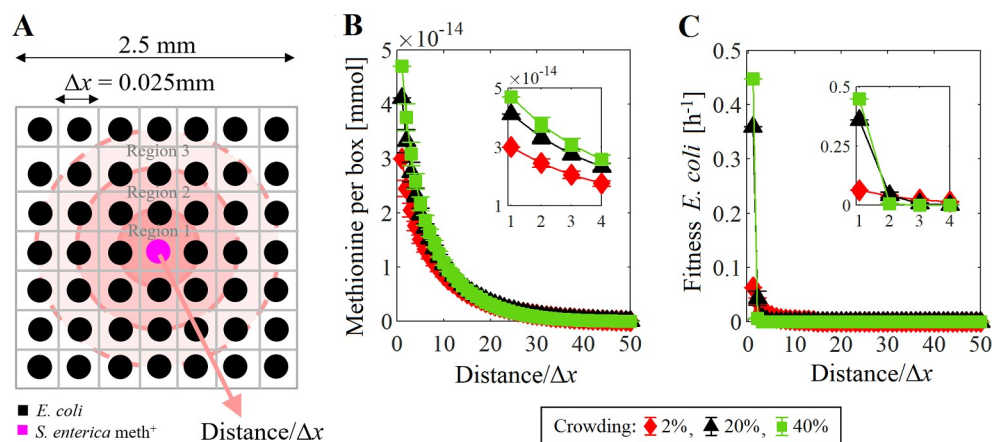 A
2.5 mm
Δx = 0.025mm
Region 3
Region 2
Region 1
E. coli
S. enterica meth⁺
Distance/Δx
B
×10⁻¹⁴
Methionine per box [mmol]
5
4
3
2
1
0
0 10 20 30 40 50
Distance/Δx
×10⁻¹⁴
5
3
1
1 2 3 4
C
Fitness E. coli [h⁻¹]
0.5
0.4
0.3
0.2
0.1
0
0 10 20 30 40 50
Distance/Δx
0.5
0.25
0
1 2 3 4
Crowding: 2%, 20%, 40%